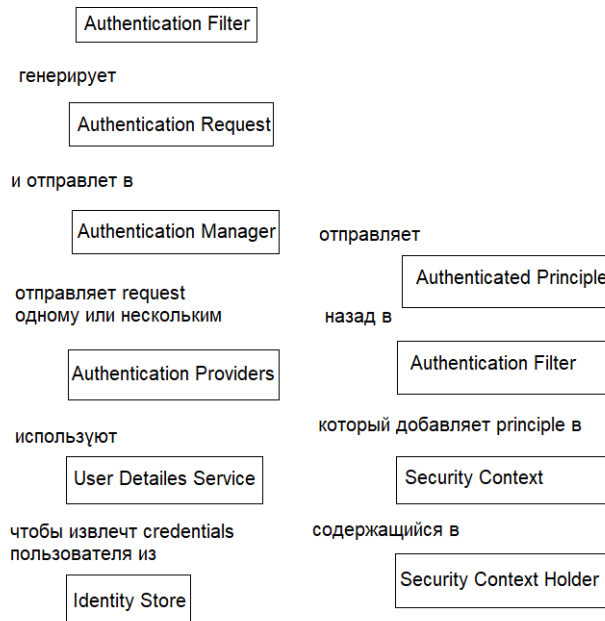 Authentication Filter
генерирует
Authentication Request
и отправлет в
Authentication Manager
отправляет request
одному или нескольким
Authentication Providers
используют
User Detailes Service
чтобы извлечт credentials
пользователя из
Identity Store
отправляет
Authenticated Principle
назад в
Authentication Filter
который добавляет principle в
Security Context
содержащийся в
Security Context Holder